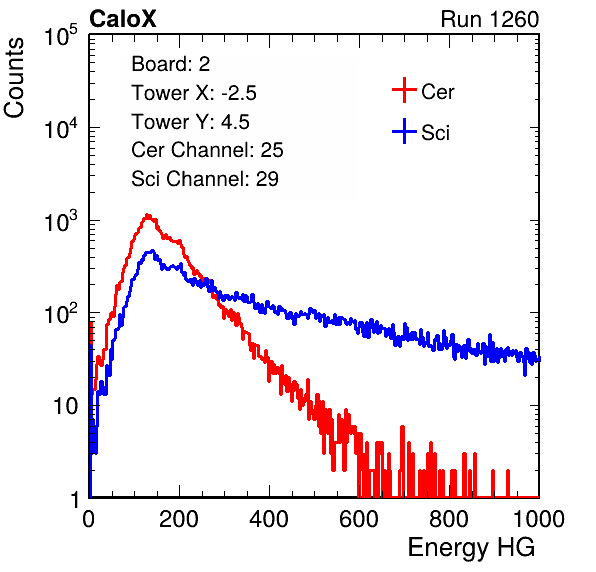 CaloX Run 1260
Counts
Board: 2
Tower X: -2.5
Tower Y: 4.5
Cer Channel: 25
Sci Channel: 29
Cer
Sci
10^5
10^4
10^3
10^2
10
1
0 200 400 600 800 1000
Energy HG